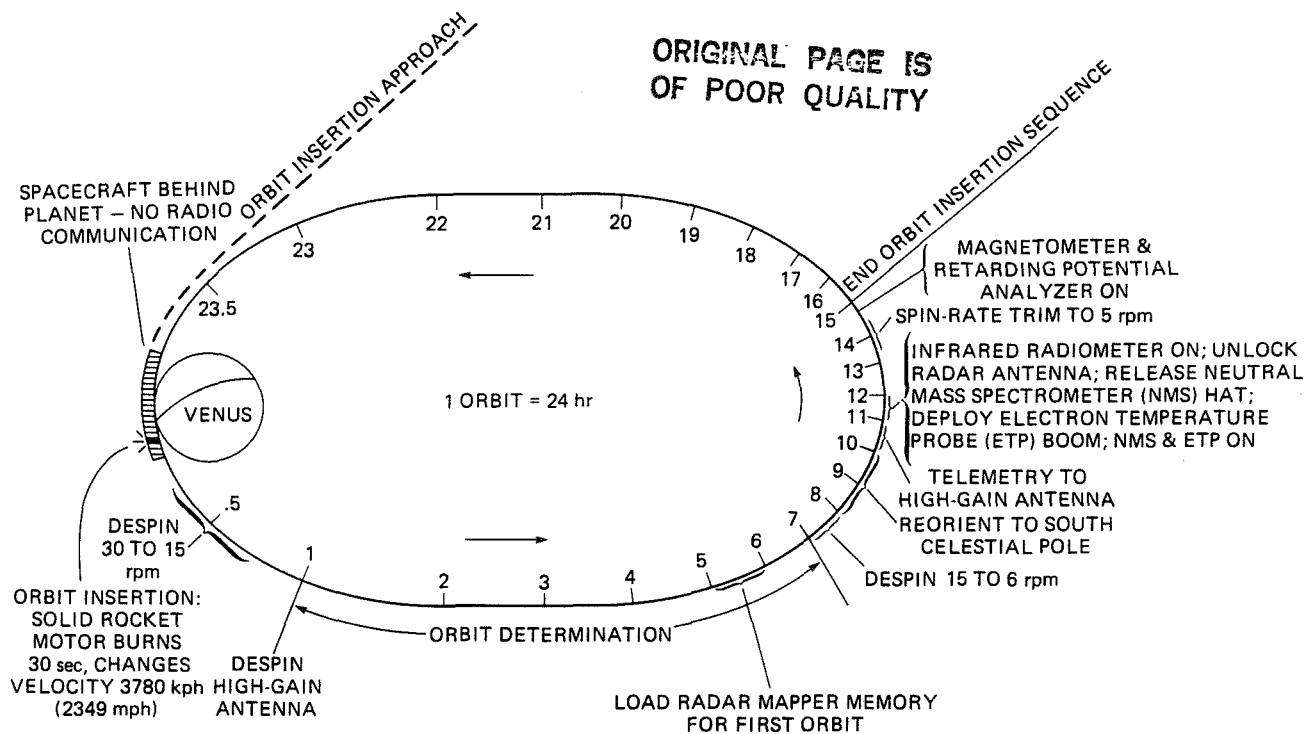 ORIGINAL PAGE IS
OF POOR QUALITY
ORBIT INSERTION APPROACH
END ORBIT INSERTION SEQUENCE
SPACECRAFT BEHIND
PLANET – NO RADIO
COMMUNICATION
22
21
20
19
18
17
16
15
14
13
12
11
10
9
8
7
6
5
4
3
2
1
.5
23
23.5
MAGNETOMETER &
RETARDING POTENTIAL
ANALYZER ON
SPIN-RATE TRIM TO 5 rpm
INFRARED RADIOMETER ON; UNLOCK
RADAR ANTENNA; RELEASE NEUTRAL
MASS SPECTROMETER (NMS) HAT;
DEPLOY ELECTRON TEMPERATURE
PROBE (ETP) BOOM; NMS & ETP ON
VENUS
1 ORBIT = 24 hr
TELEMETRY TO
HIGH-GAIN ANTENNA
REORIENT TO SOUTH
CELESTIAL POLE
DESPIN 15 TO 6 rpm
DESPIN
30 TO 15
rpm
ORBIT INSERTION:
SOLID ROCKET
MOTOR BURNS
30 sec, CHANGES
VELOCITY 3780 kph
(2349 mph)
DESPIN
HIGH-GAIN
ANTENNA
ORBIT DETERMINATION
LOAD RADAR MAPPER MEMORY
FOR FIRST ORBIT